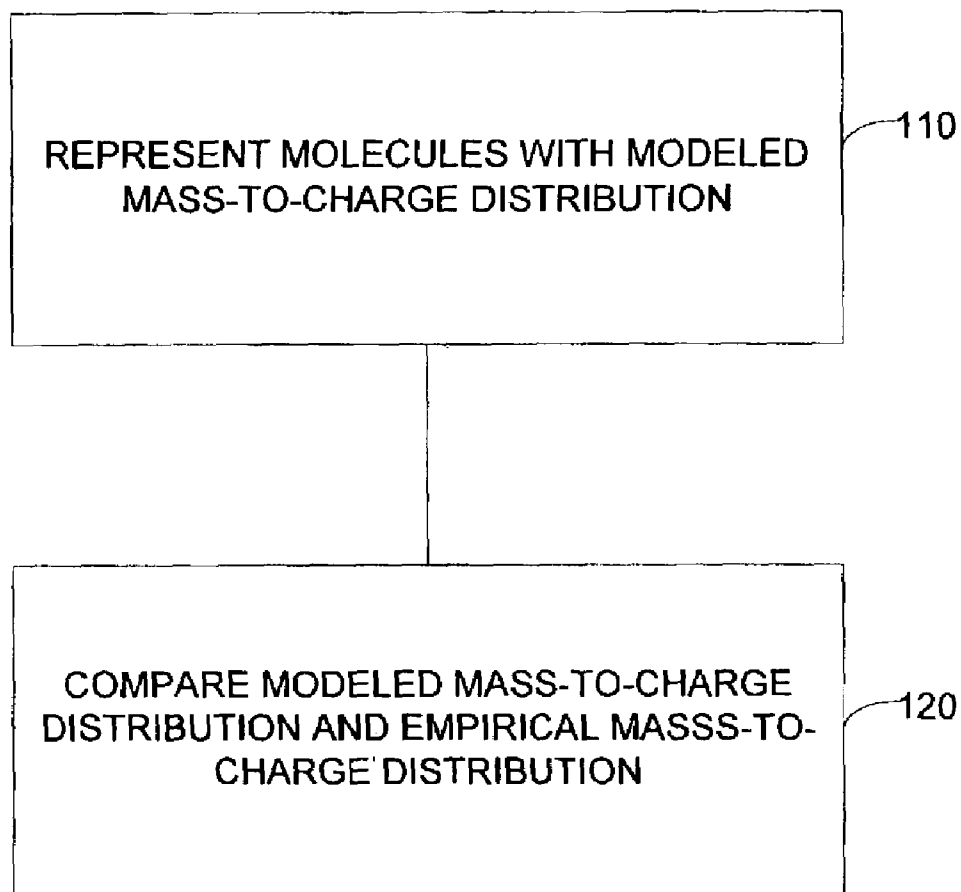 REPRESENT MOLECULES WITH MODELED
MASS-TO-CHARGE DISTRIBUTION
110
COMPARE MODELED MASS-TO-CHARGE
DISTRIBUTION AND EMPIRICAL MASSS-TO-
CHARGE DISTRIBUTION
120